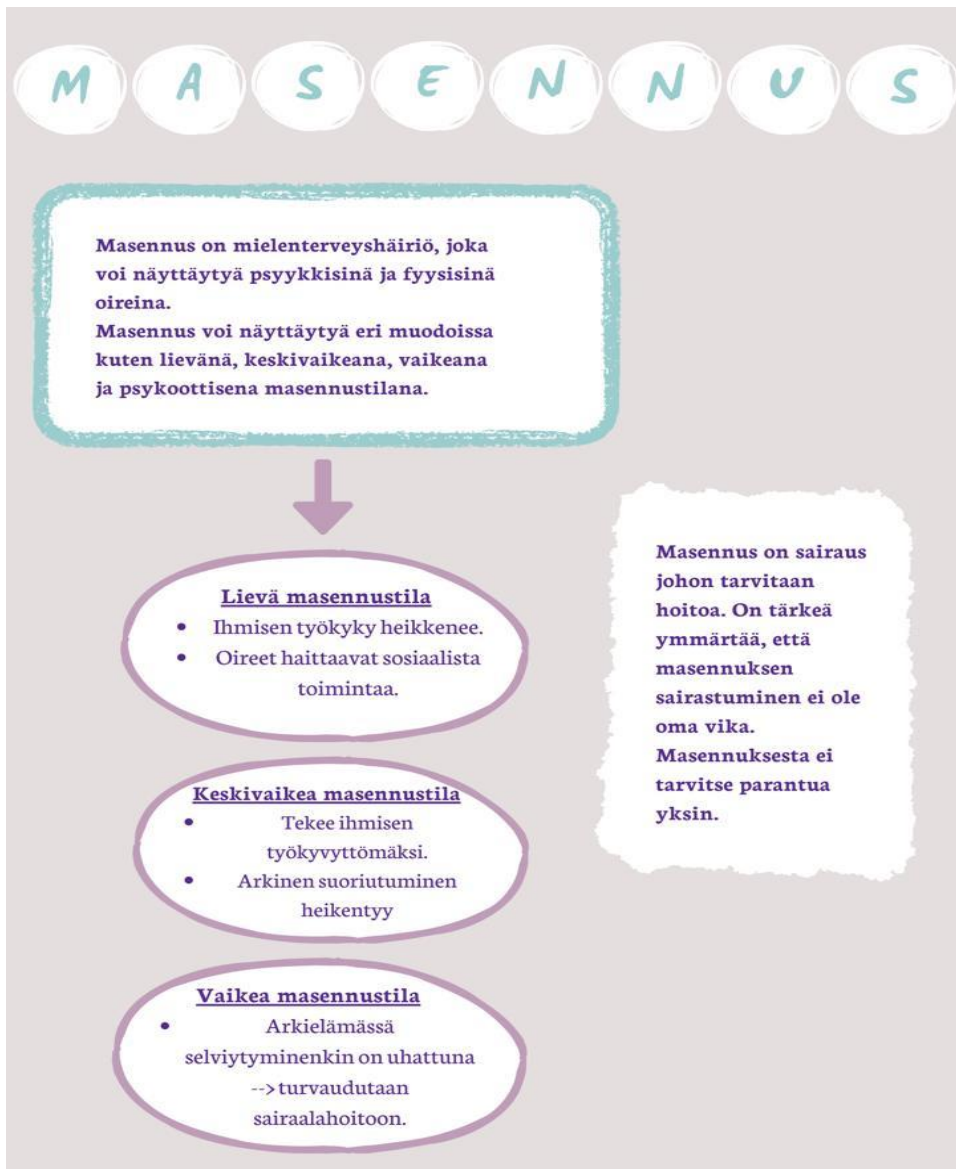 MASENNUS
Masennus on mielenterveyshäiriö, joka
voi näyttäytyä psyykkisinä ja fyysisinä
oireina.
Masennus voi näyttäytyä eri muodoissa
kuten lievänä, keskivaikeana, vaikeana
ja psykoottisena masennustilana.
Lievä masennustila
• Ihmisen työkyky heikkenee.
• Oireet haittaavat sosiaalista
toimintaa.
Keskivaikea masennustila
• Tekee ihmisen
työkyvyttömäksi.
• Arkinen suoriutuminen
heikentyy
Vaikea masennustila
• Arkielämässä
selviytyminenkin on uhattuna
--> turvaudutaan
sairaalahoitoon.
Masennus on sairaus
johon tarvitaan
hoitoa. On tärkeä
ymmärtää, että
masennuksen
sairastuminen ei ole
oma vika.
Masennuksesta ei
tarvitse parantua
yksin.